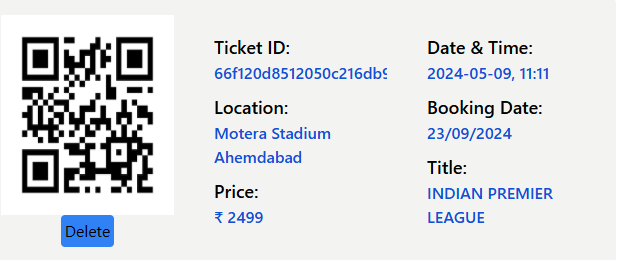 Ticket ID:
66f120d8512050c216db9
Location:
Motera Stadium
Ahemdabad
Price:
₹ 2499
Date & Time:
2024-05-09, 11:11
Booking Date:
23/09/2024
Title:
INDIAN PREMIER
LEAGUE
Delete